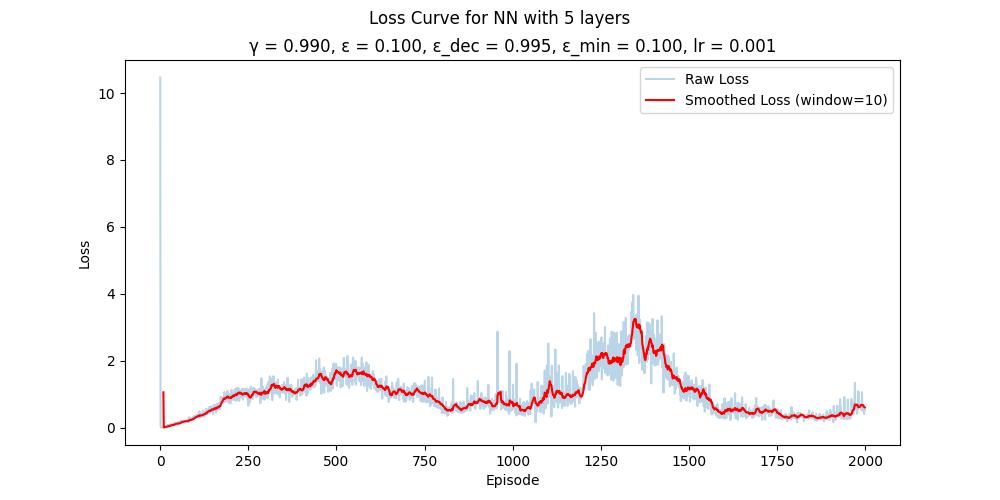 Loss Curve for NN with 5 layers
γ = 0.990, ε = 0.100, ε_dec = 0.995, ε_min = 0.100, lr = 0.001
Raw Loss
Smoothed Loss (window=10)
10
8
6
4
2
0
Loss
0 250 500 750 1000 1250 1500 1750 2000
Episode